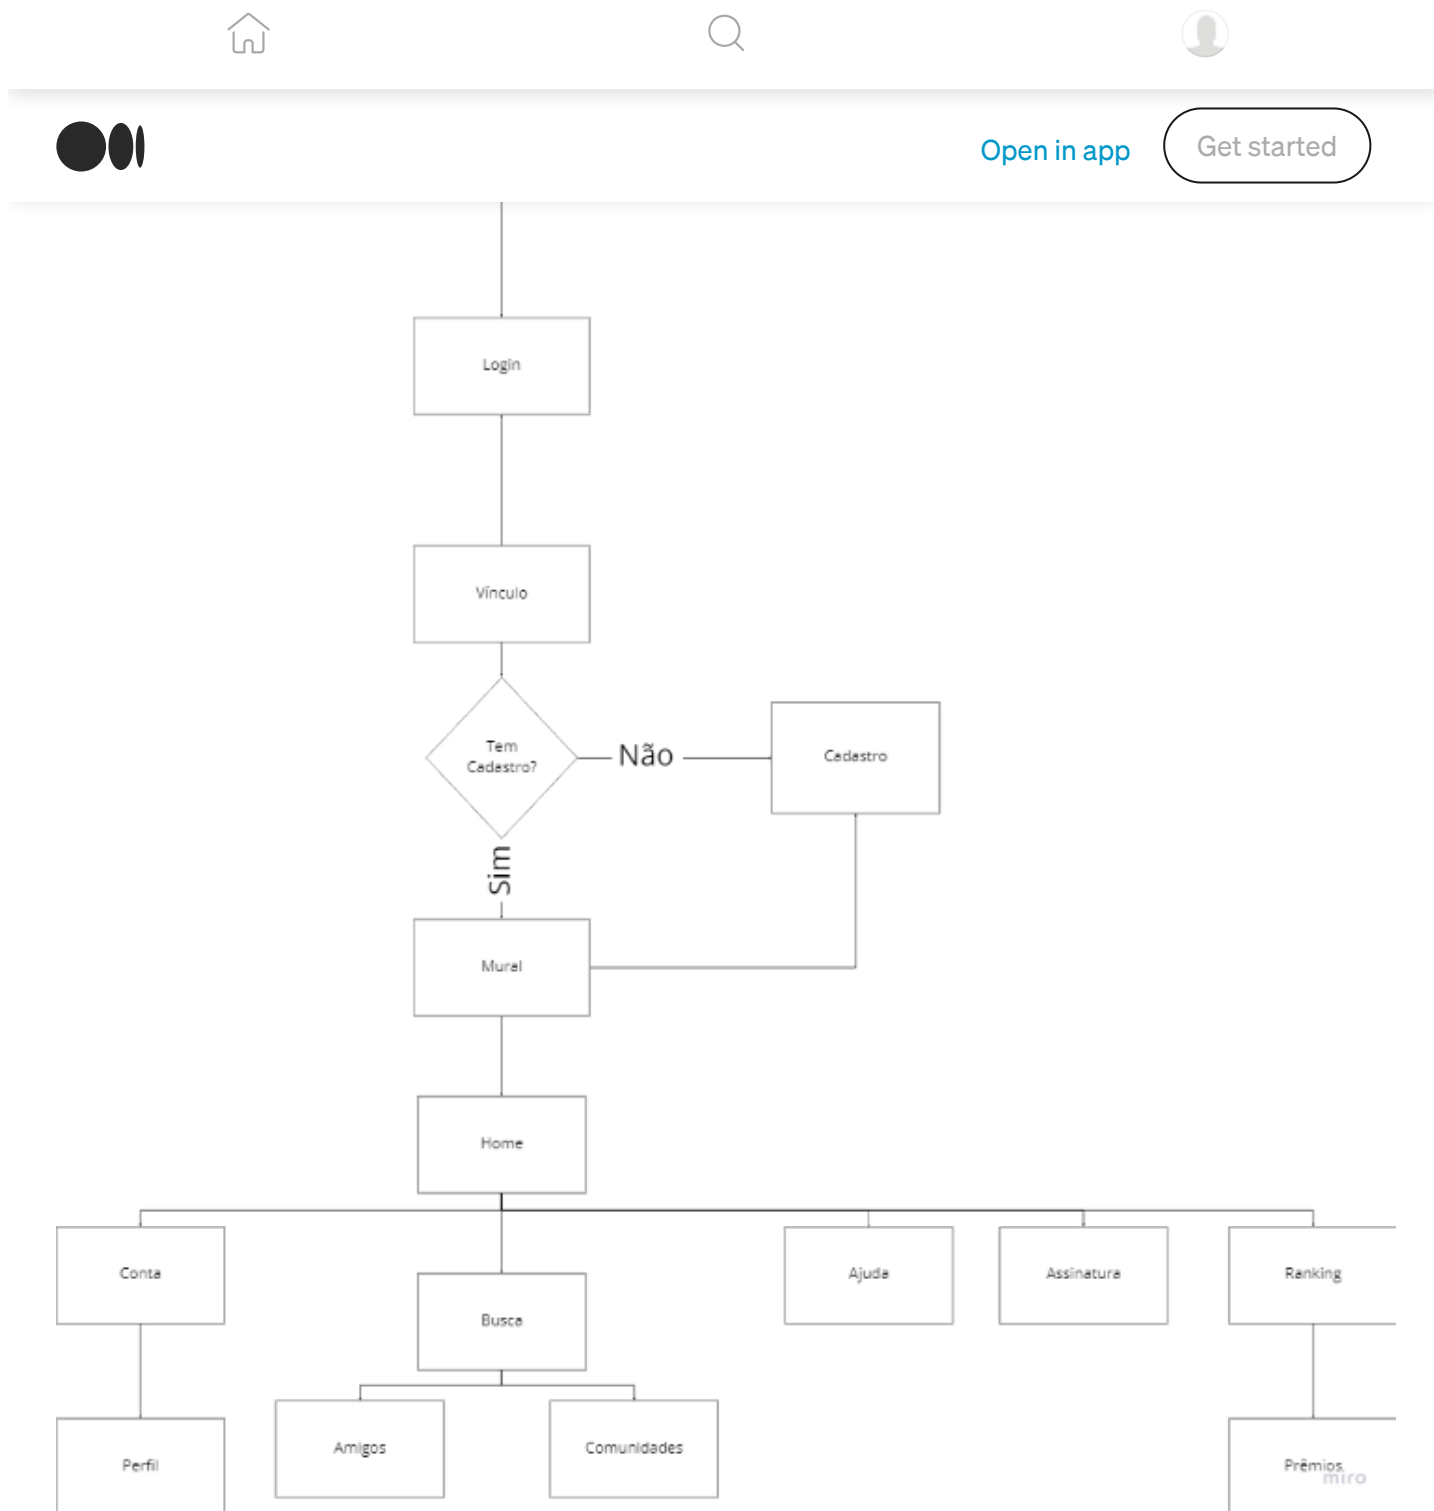 Open in app
Get started
Login
Vínculo
Tem
Cadastro?
Não
Cadastro
Sim
Mural
Home
Conta
Busca
Ajuda
Assinatura
Ranking
Perfil
Amigos
Comunidades
Prêmios
miro